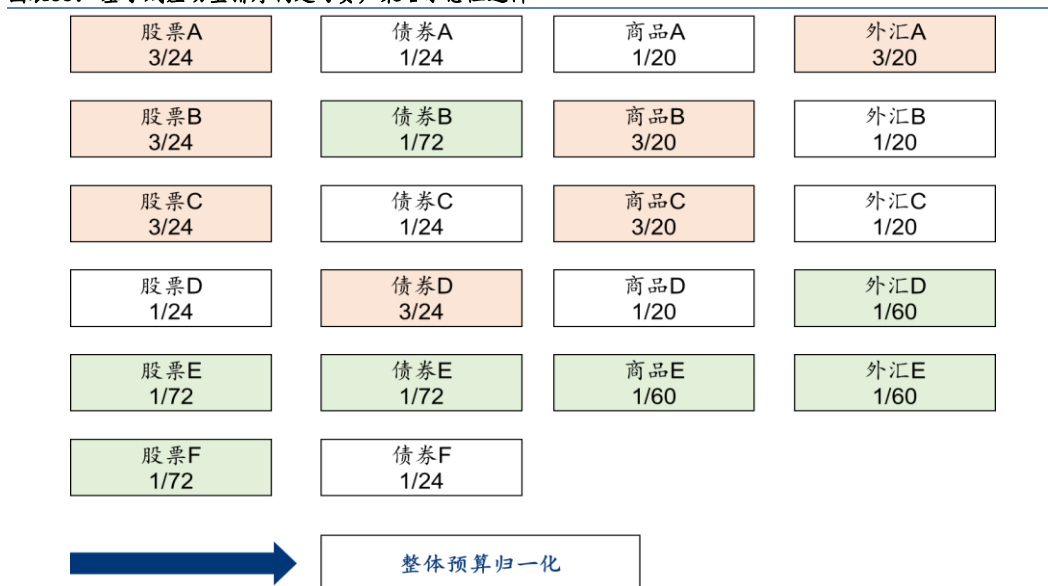 股票A
3/24
债券A
1/24
商品A
1/20
外汇A
3/20
股票B
3/24
债券B
1/72
商品B
3/20
外汇B
1/20
股票C
3/24
债券C
1/24
商品C
3/20
外汇C
1/20
股票D
1/24
债券D
3/24
商品D
1/20
外汇D
1/60
股票E
1/72
债券E
1/72
商品E
1/60
外汇E
1/60
股票F
1/72
债券F
1/24
整体预算归一化